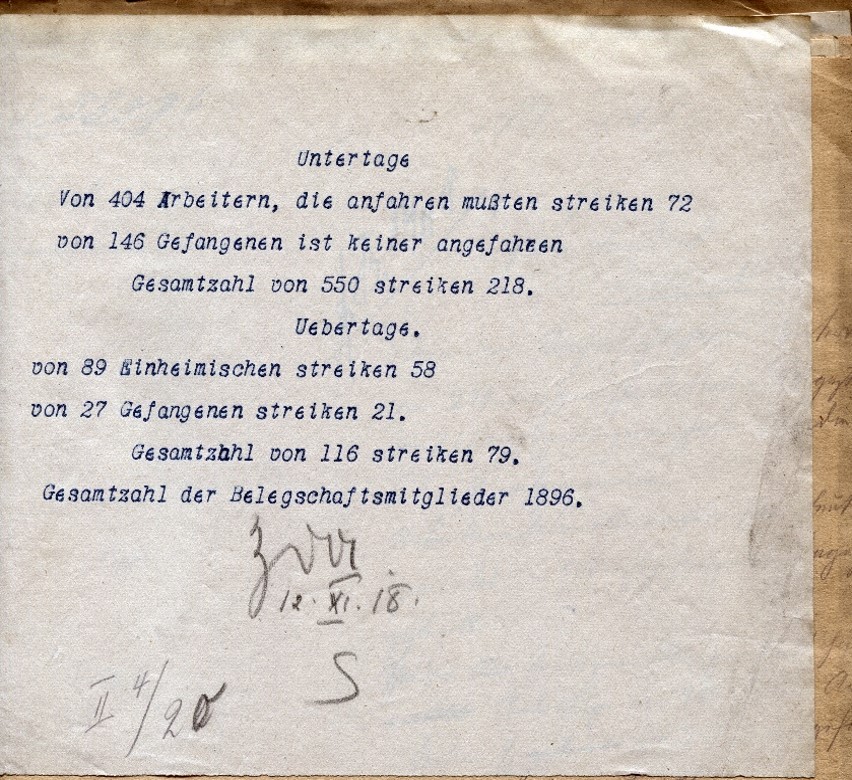 Untertage
Von 404 Arbeitern, die anfahren mußten streiken 72
von 146 Gefangenen ist keiner angefahren
Gesamtzahl von 550 streiken 218.
Uebertage.
von 89 Einheimischen streiken 58
von 27 Gefangenen streiken 21.
Gesamtzahl von 116 streiken 79.
Gesamtzahl der Belegschaftsmitglieder 1896.
12. XI. 18.
S
II 4/20